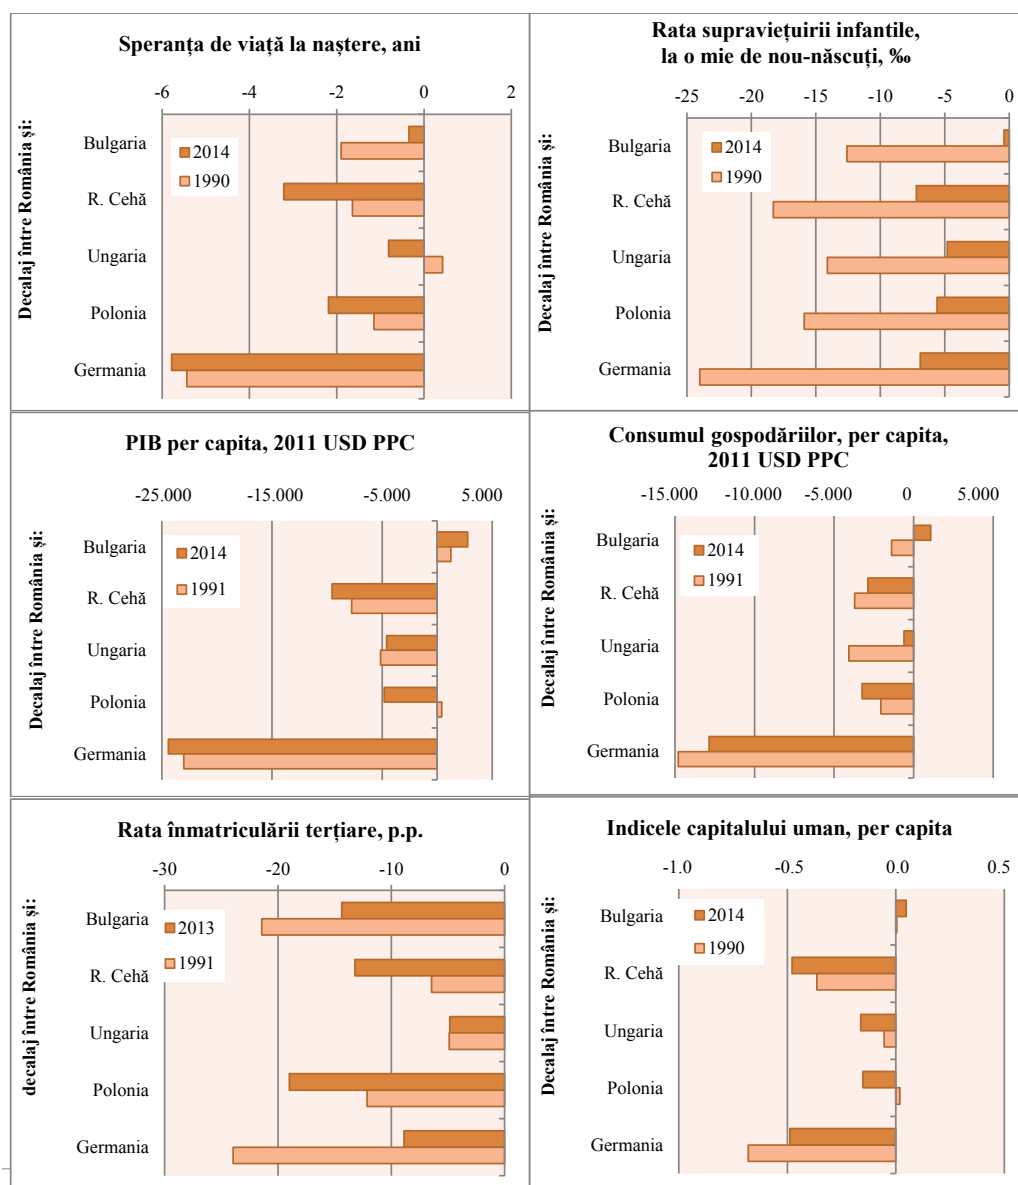 Speranța de viață la naștere, ani
-6 -4 -2 0 2
Decalaj între România și:
Bulgaria
R. Cehă
Ungaria
Polonia
Germania
2014
1990
Rata supraviețuirii infantile,
la o mie de nou-născuți, ‰
-25 -20 -15 -10 -5 0
Decalaj între România și:
Bulgaria
R. Cehă
Ungaria
Polonia
Germania
2014
1990
PIB per capita, 2011 USD PPC
-25.000 -15.000 -5.000 5.000
Decalaj între România și:
Bulgaria
R. Cehă
Ungaria
Polonia
Germania
2014
1991
Consumul gospodăriilor, per capita,
2011 USD PPC
-15.000 -10.000 -5.000 0 5.000
Decalaj între România și:
Bulgaria
R. Cehă
Ungaria
Polonia
Germania
2014
1991
Rata înmatriculării terțiare, p.p.
-30 -20 -10 0
decalaj între România și:
Bulgaria
R. Cehă
Ungaria
Polonia
Germania
2013
1991
Indicele capitalului uman, per capita
-1.0 -0.5 0.0 0.5
Decalaj între România și:
Bulgaria
R. Cehă
Ungaria
Polonia
Germania
2014
1990